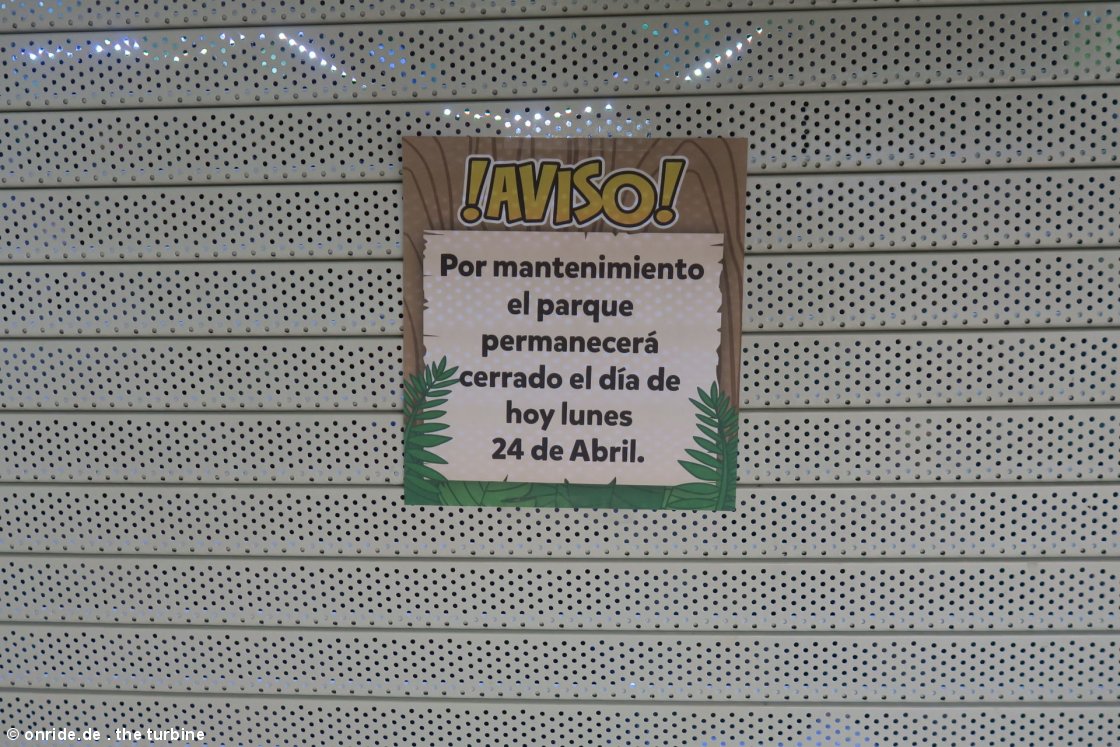 !AVISO!
Por mantenimiento
el parque
permanecerá
cerrado el día de
hoy lunes
24 de Abril.
© onride.de . the turbine